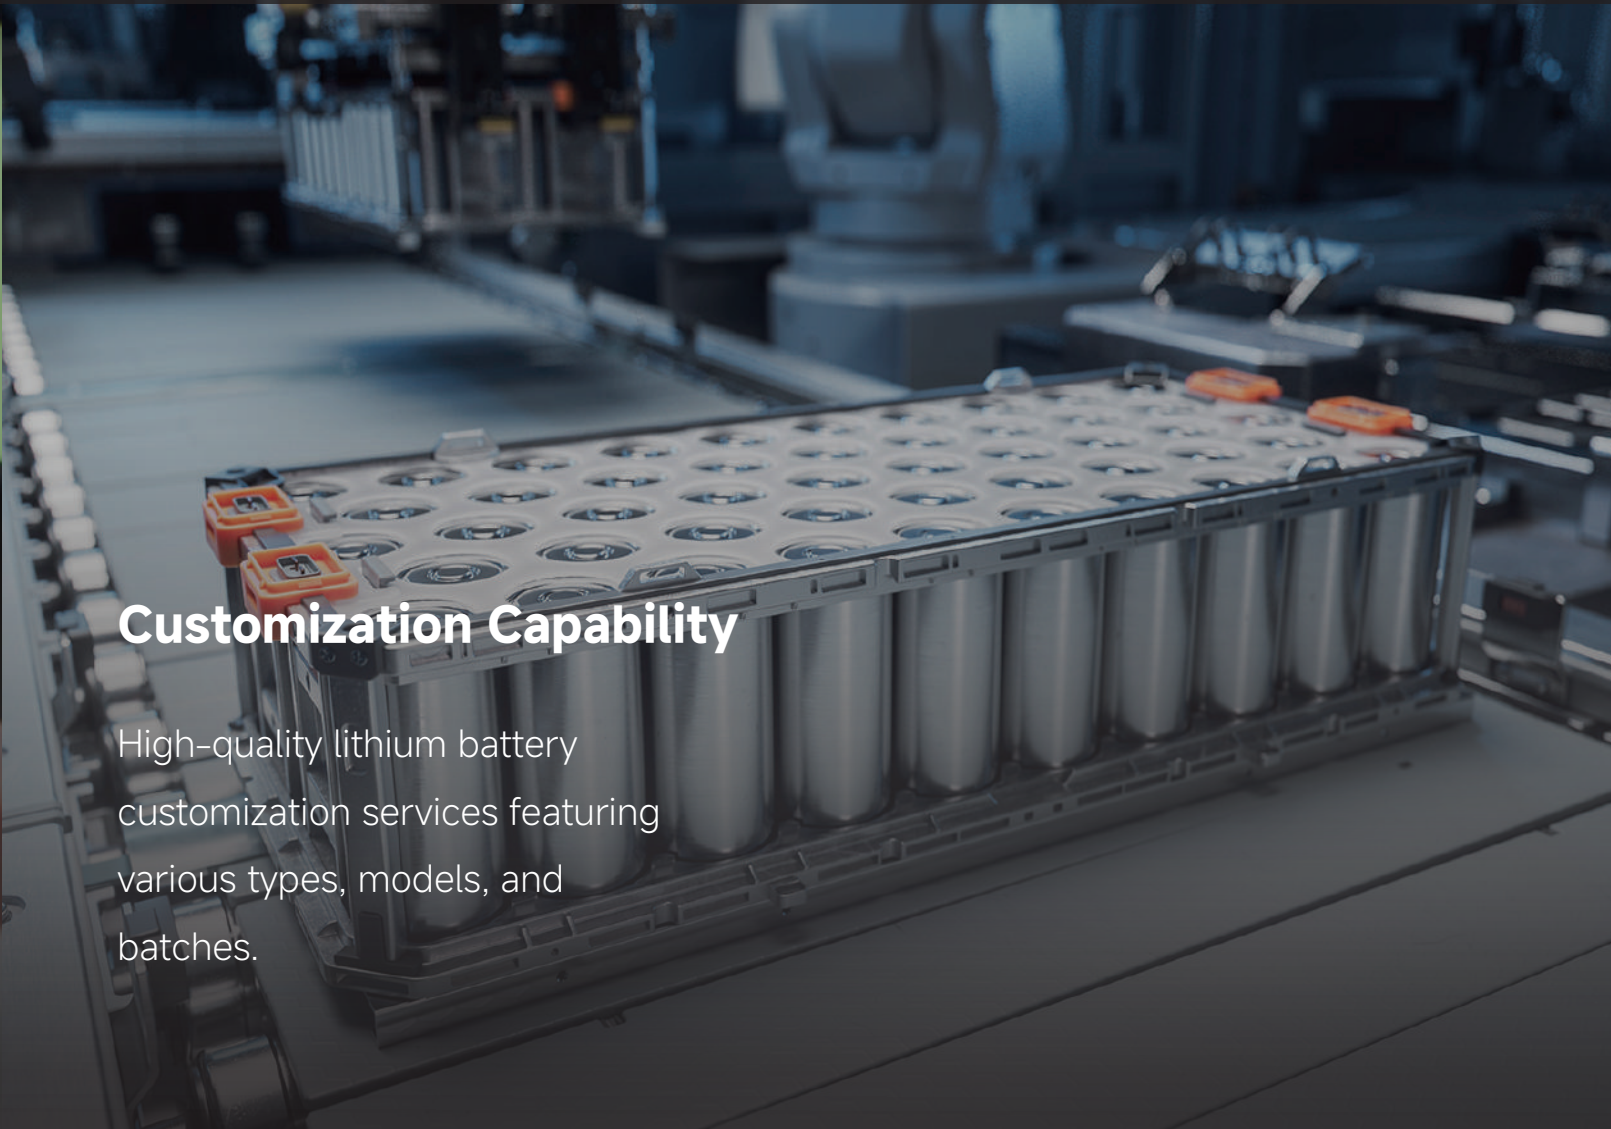 Customization Capability
High-quality lithium battery
customization services featuring
various types, models, and
batches.